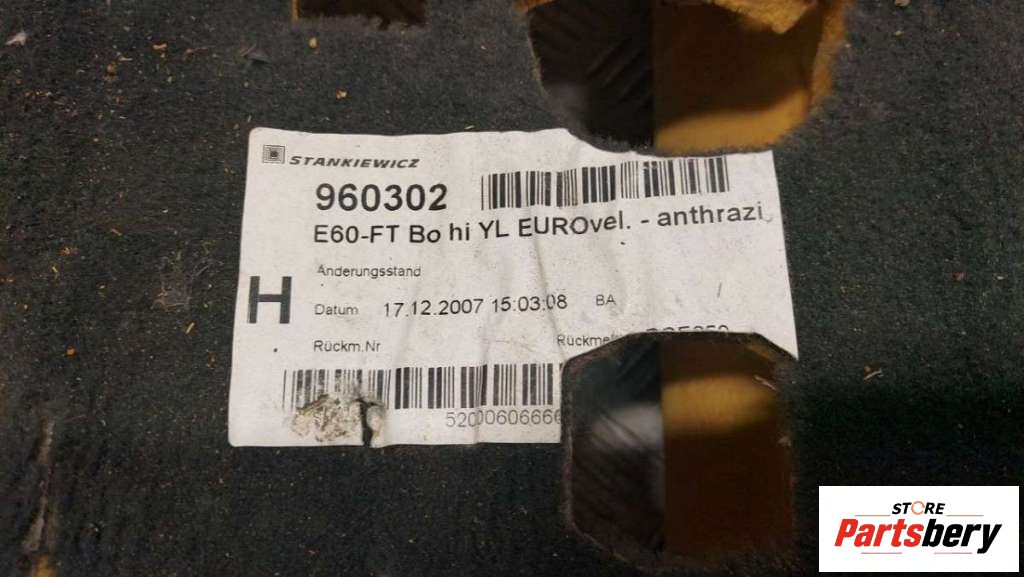 STANKIEWICZ
960302
E60-FT Bo hi YL EUROvel. - anthrazi
H
Änderungsstand
Datum 17.12.2007 15:03:08 BA
Rückm.Nr
STORE
Partsbery